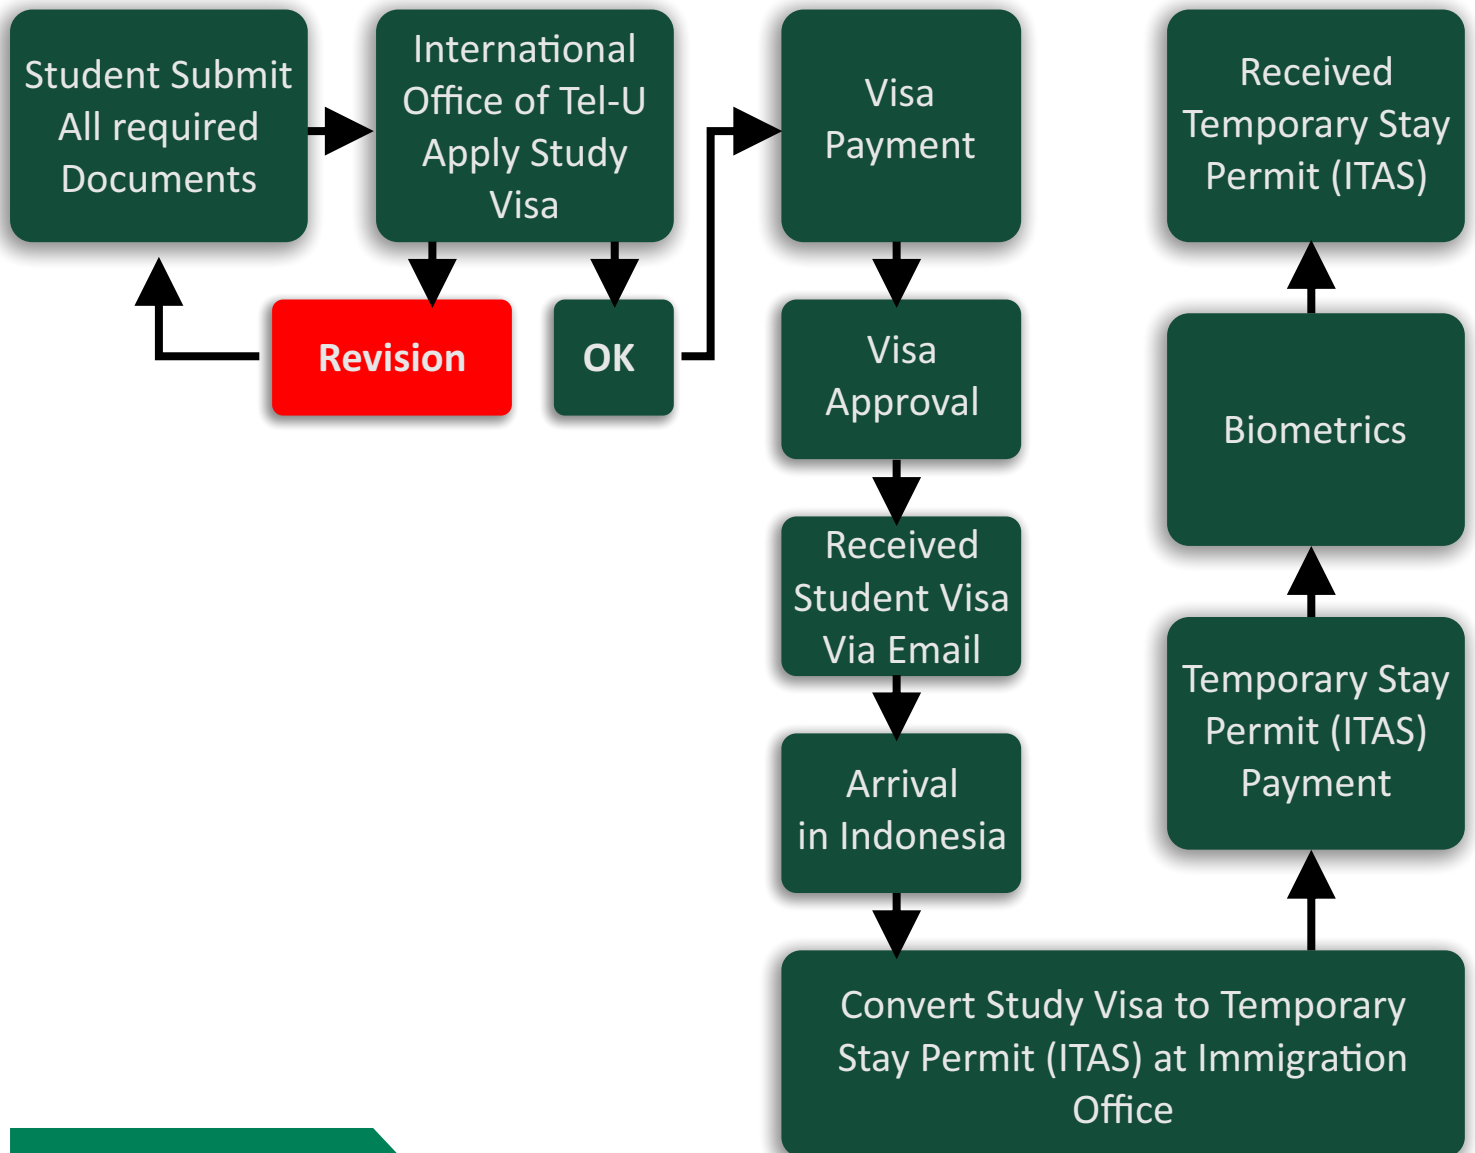 Student Submit
All required
Documents
International
Office of Tel-U
Apply Study
Visa
Revision
OK
Visa
Payment
Visa
Approval
Received
Student Visa
Via Email
Arrival
in Indonesia
Convert Study Visa to Temporary
Stay Permit (ITAS) at Immigration
Office
Temporary Stay
Permit (ITAS)
Payment
Biometrics
Received
Temporary Stay
Permit (ITAS)